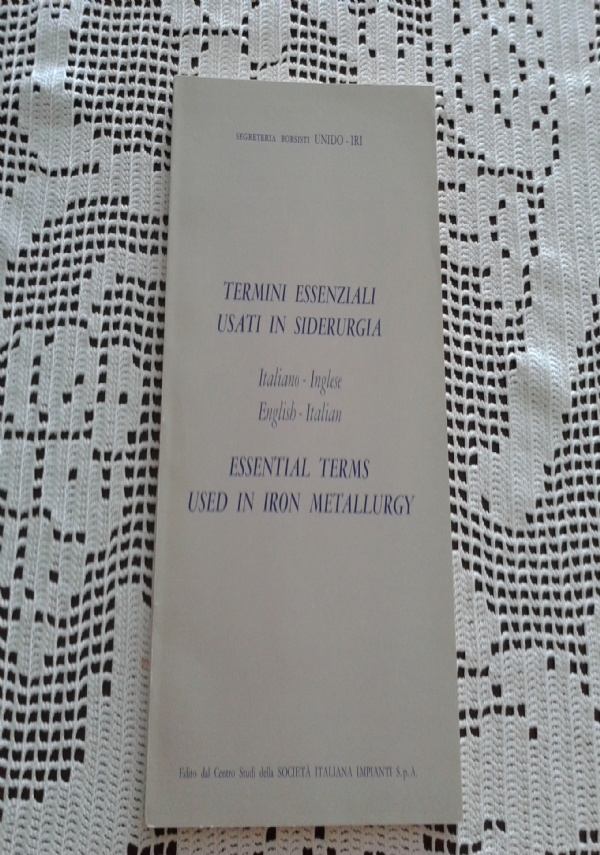 SEGRETERIA BORSISTI UNIDO - IRI
TERMINI ESSENZIALI
USATI IN SIDERURGIA
Italiano - Inglese
English - Italian
ESSENTIAL TERMS
USED IN IRON METALLURGY
Edito dal Centro Studi della SOCIETÀ ITALIANA IMPIANTI S.p.A.